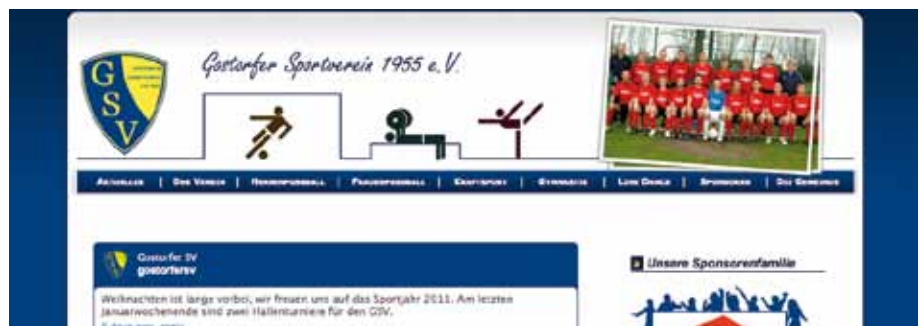 Gostorfer Sportverein 1955 e.V.
GSV
Aktuelles | Der Verein | Herrenfussball | Frauenfussball | Kraftsport | Gymnastik | | Sponsoren | Die Gemeinde
Gostorfer SV
gostorfersv
Unsere Sponsorenfamilie
Weihnachten ist lange vorbei, wir freuen uns auf das Sportjahr 2011. Am letzten
Januarwochenende sind zwei Hallenturniere für den GSV.